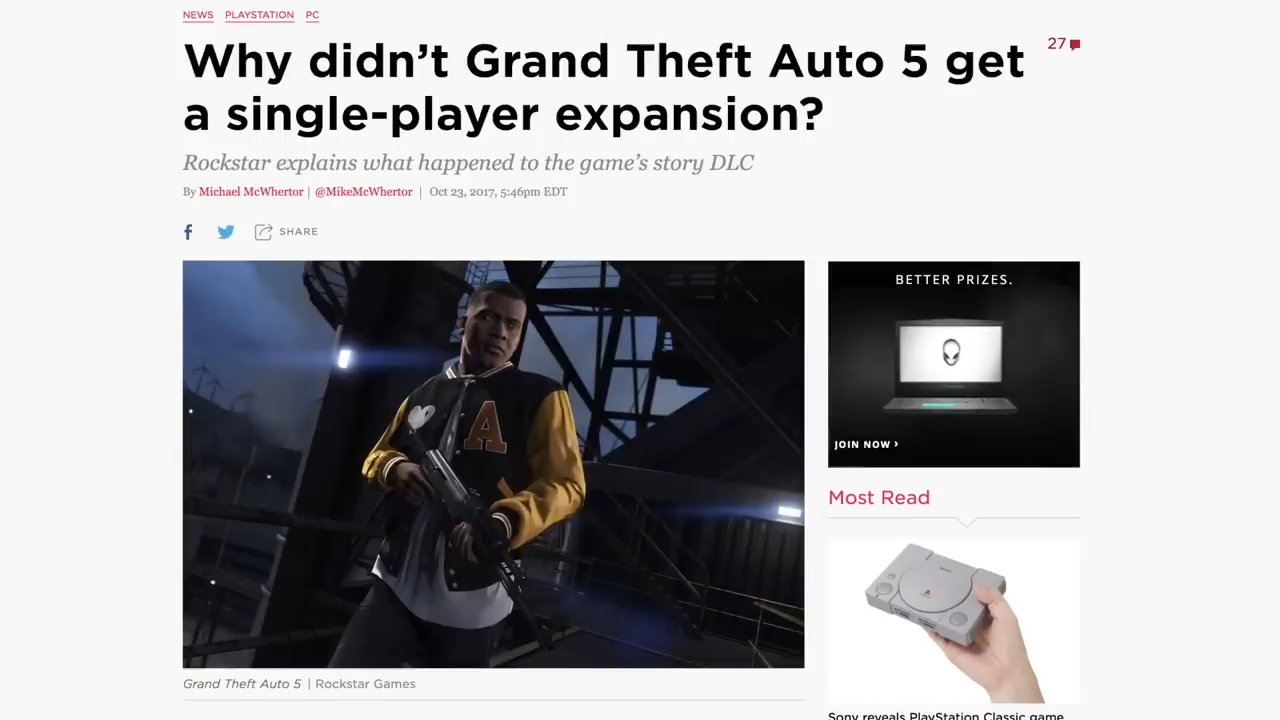 NEWS PLAYSTATION PC
Why didn’t Grand Theft Auto 5 get
a single-player expansion?
27
Rockstar explains what happened to the game’s story DLC
By Michael McWhertor | @MikeMcWhertor | Oct 23, 2017, 5:46pm EDT
SHARE
A
Grand Theft Auto 5 | Rockstar Games
BETTER PRIZES.
JOIN NOW ›
Most Read
Sony reveals PlayStation Classic game